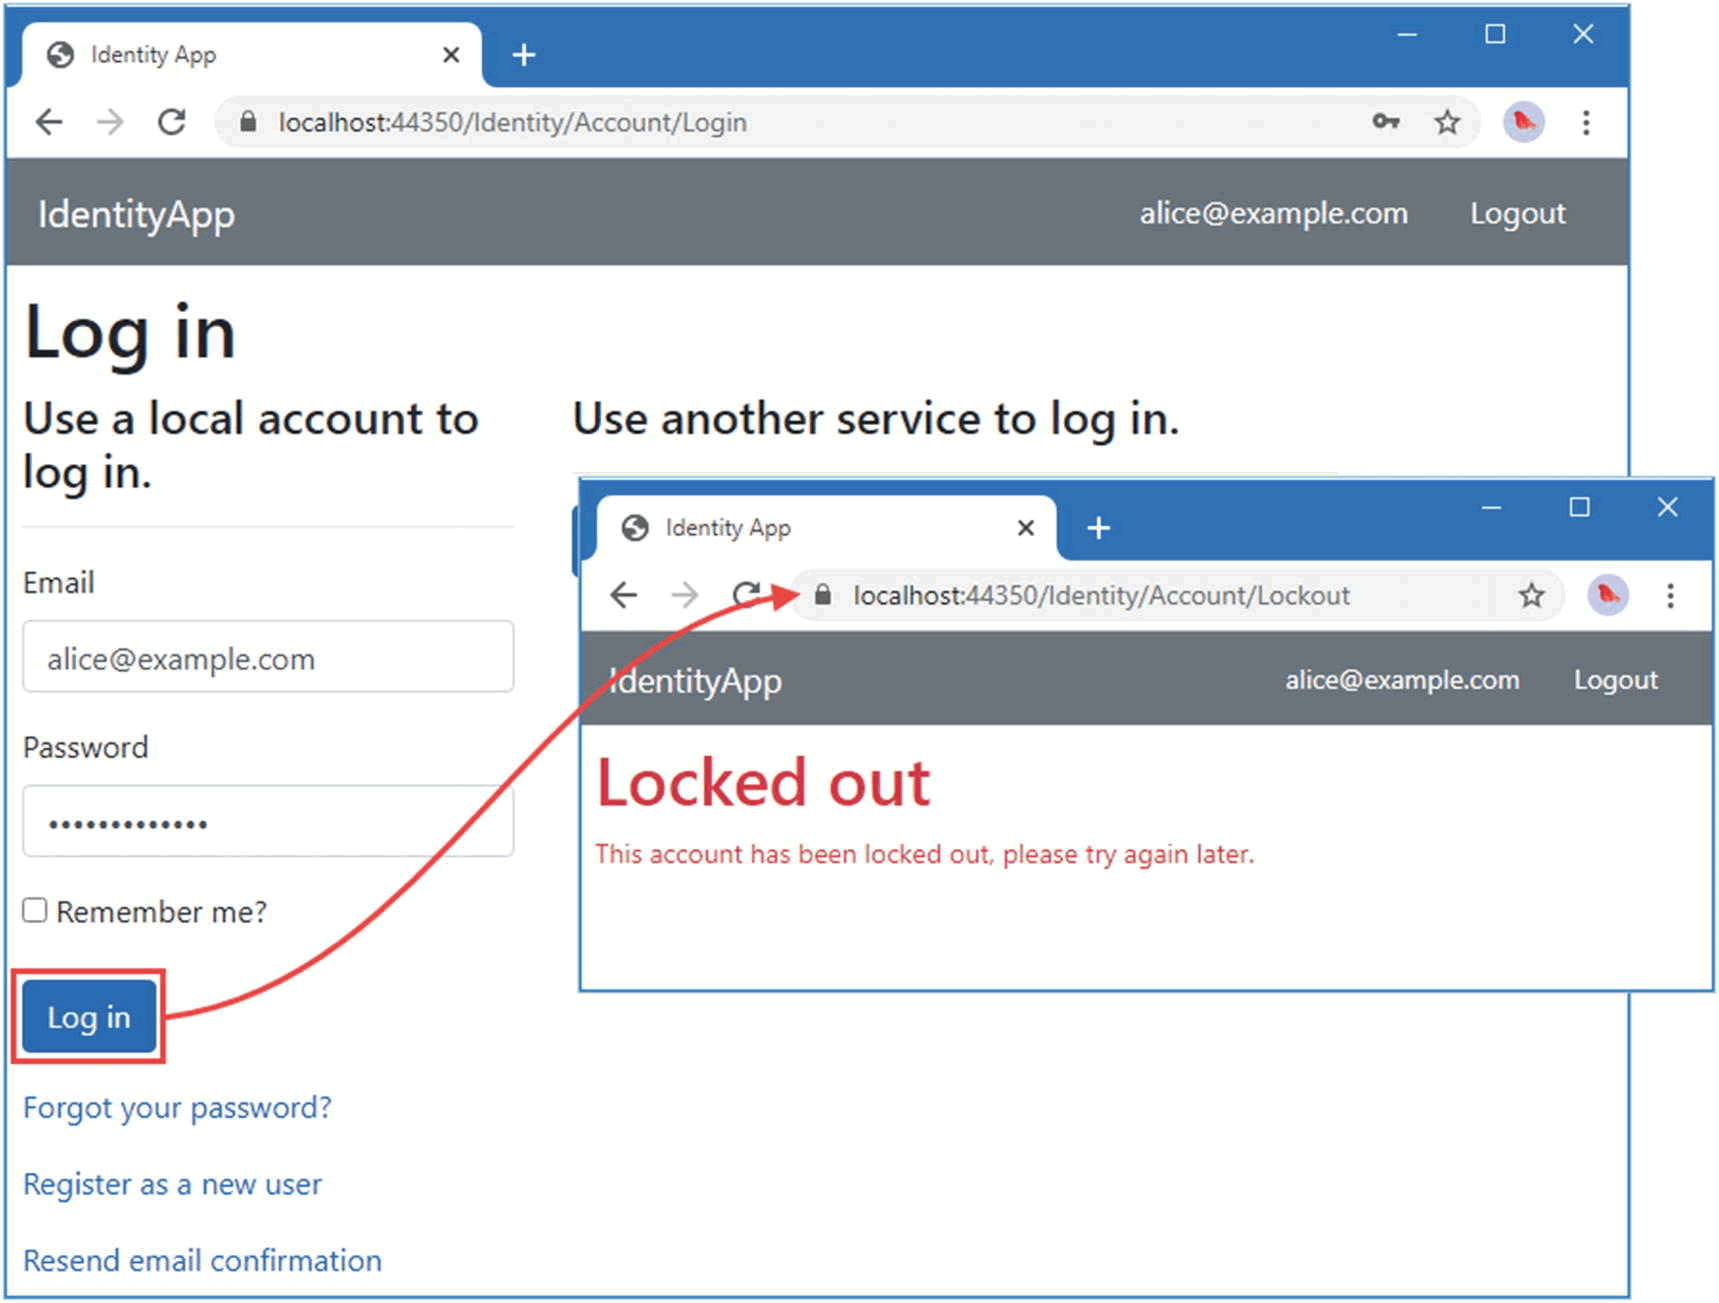 Identity App
localhost:44350/Identity/Account/Login
IdentityApp
alice@example.com
Logout
Log in
Use a local account to
log in.
Use another service to log in.
Email
alice@example.com
Password
•••••••••••••
Remember me?
Log in
Forgot your password?
Register as a new user
Resend email confirmation
Identity App
localhost:44350/Identity/Account/Lockout
IdentityApp
alice@example.com
Logout
Locked out
This account has been locked out, please try again later.